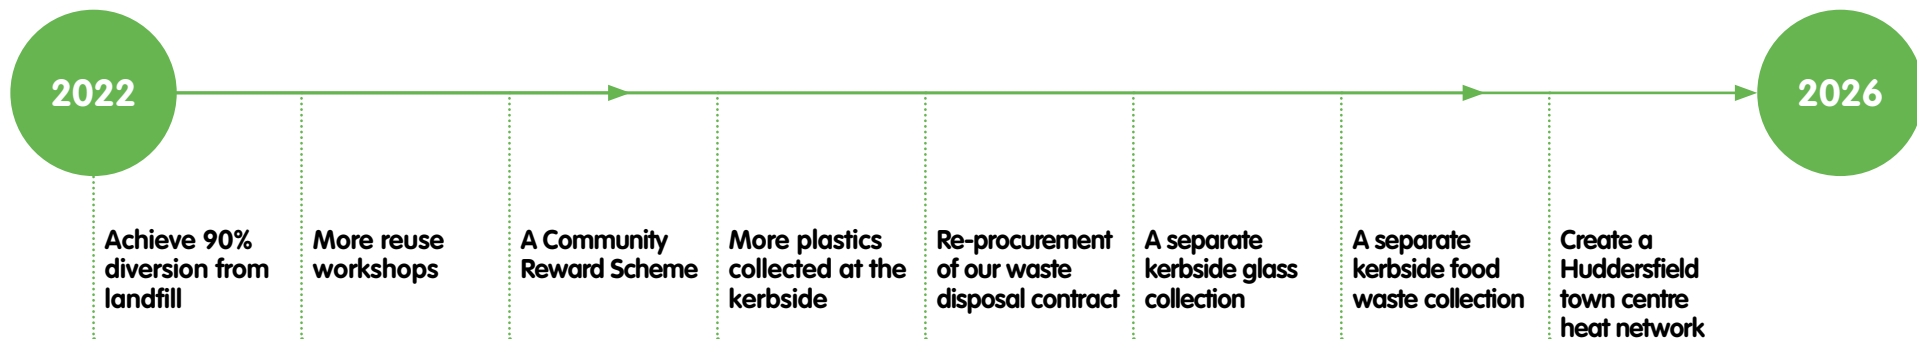 2022
2026
Achieve 90%
diversion from
landfill
More reuse
workshops
A Community
Reward Scheme
More plastics
collected at the
kerbside
Re-procurement
of our waste
disposal contract
A separate
kerbside glass
collection
A separate
kerbside food
waste collection
Create a
Huddersfield
town centre
heat network